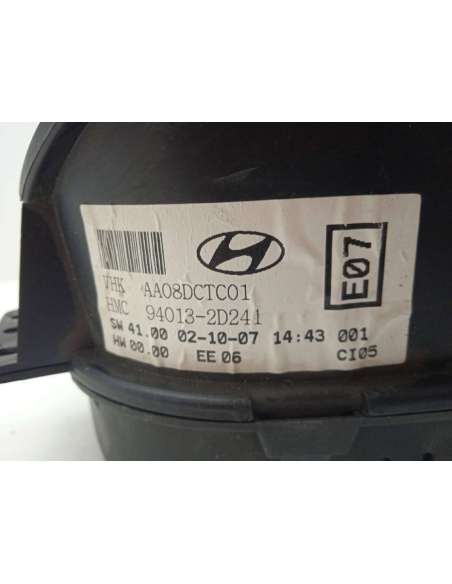 VHK AA08DCTC01
HMC 94013-2D241
SW 41.00 02-10-07 14:43 001
HW 00.00 EE 06 CI05
E07